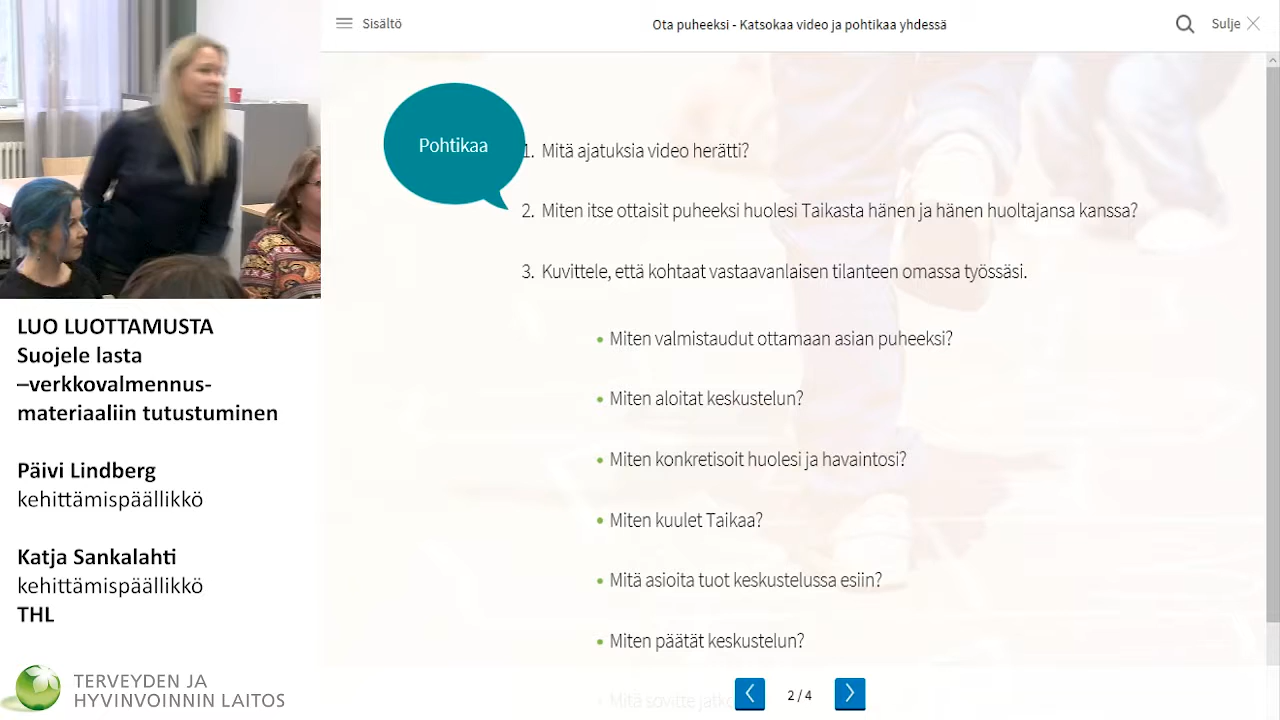 Sisältö
Ota puheeksi - Katsokaa video ja pohtikaa yhdessä
Sulje
Pohtikaa
1. Mitä ajatuksia video herätti?
2. Miten itse ottaisit puheeksi huolesi Taikasta hänen ja hänen huoltajansa kanssa?
3. Kuvittele, että kohtaat vastaavanlaisen tilanteen omassa työssäsi.
• Miten valmistaudut ottamaan asian puheeksi?
• Miten aloitat keskustelun?
• Miten konkretisoit huolesi ja havaintosi?
• Miten kuulet Taikaa?
• Mitä asioita tuot keskustelussa esiin?
• Miten päätät keskustelun?
• Mitä sovitte
2 / 4
LUO LUOTTAMUSTA
Suojele lasta
–verkkovalmennus-
materiaaliin tutustuminen
Päivi Lindberg
kehittämispäällikkö
Katja Sankalahti
kehittämispäällikkö
THL
TERVEYDEN JA
HYVINVOINNIN LAITOS